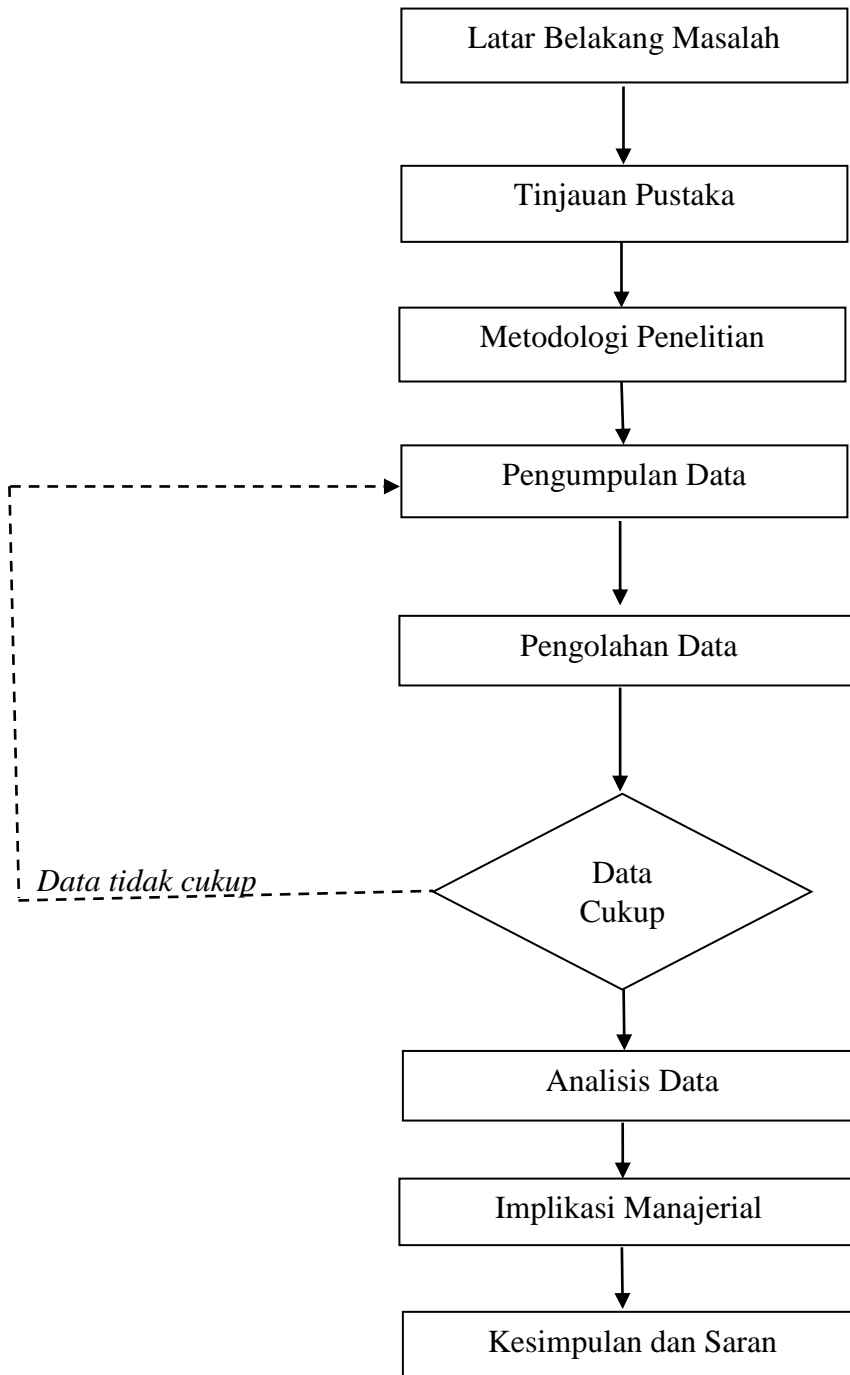 Latar Belakang Masalah
Tinjauan Pustaka
Metodologi Penelitian
Pengumpulan Data
Pengolahan Data
Data tidak cukup
Data
Cukup
Analisis Data
Implikasi Manajerial
Kesimpulan dan Saran